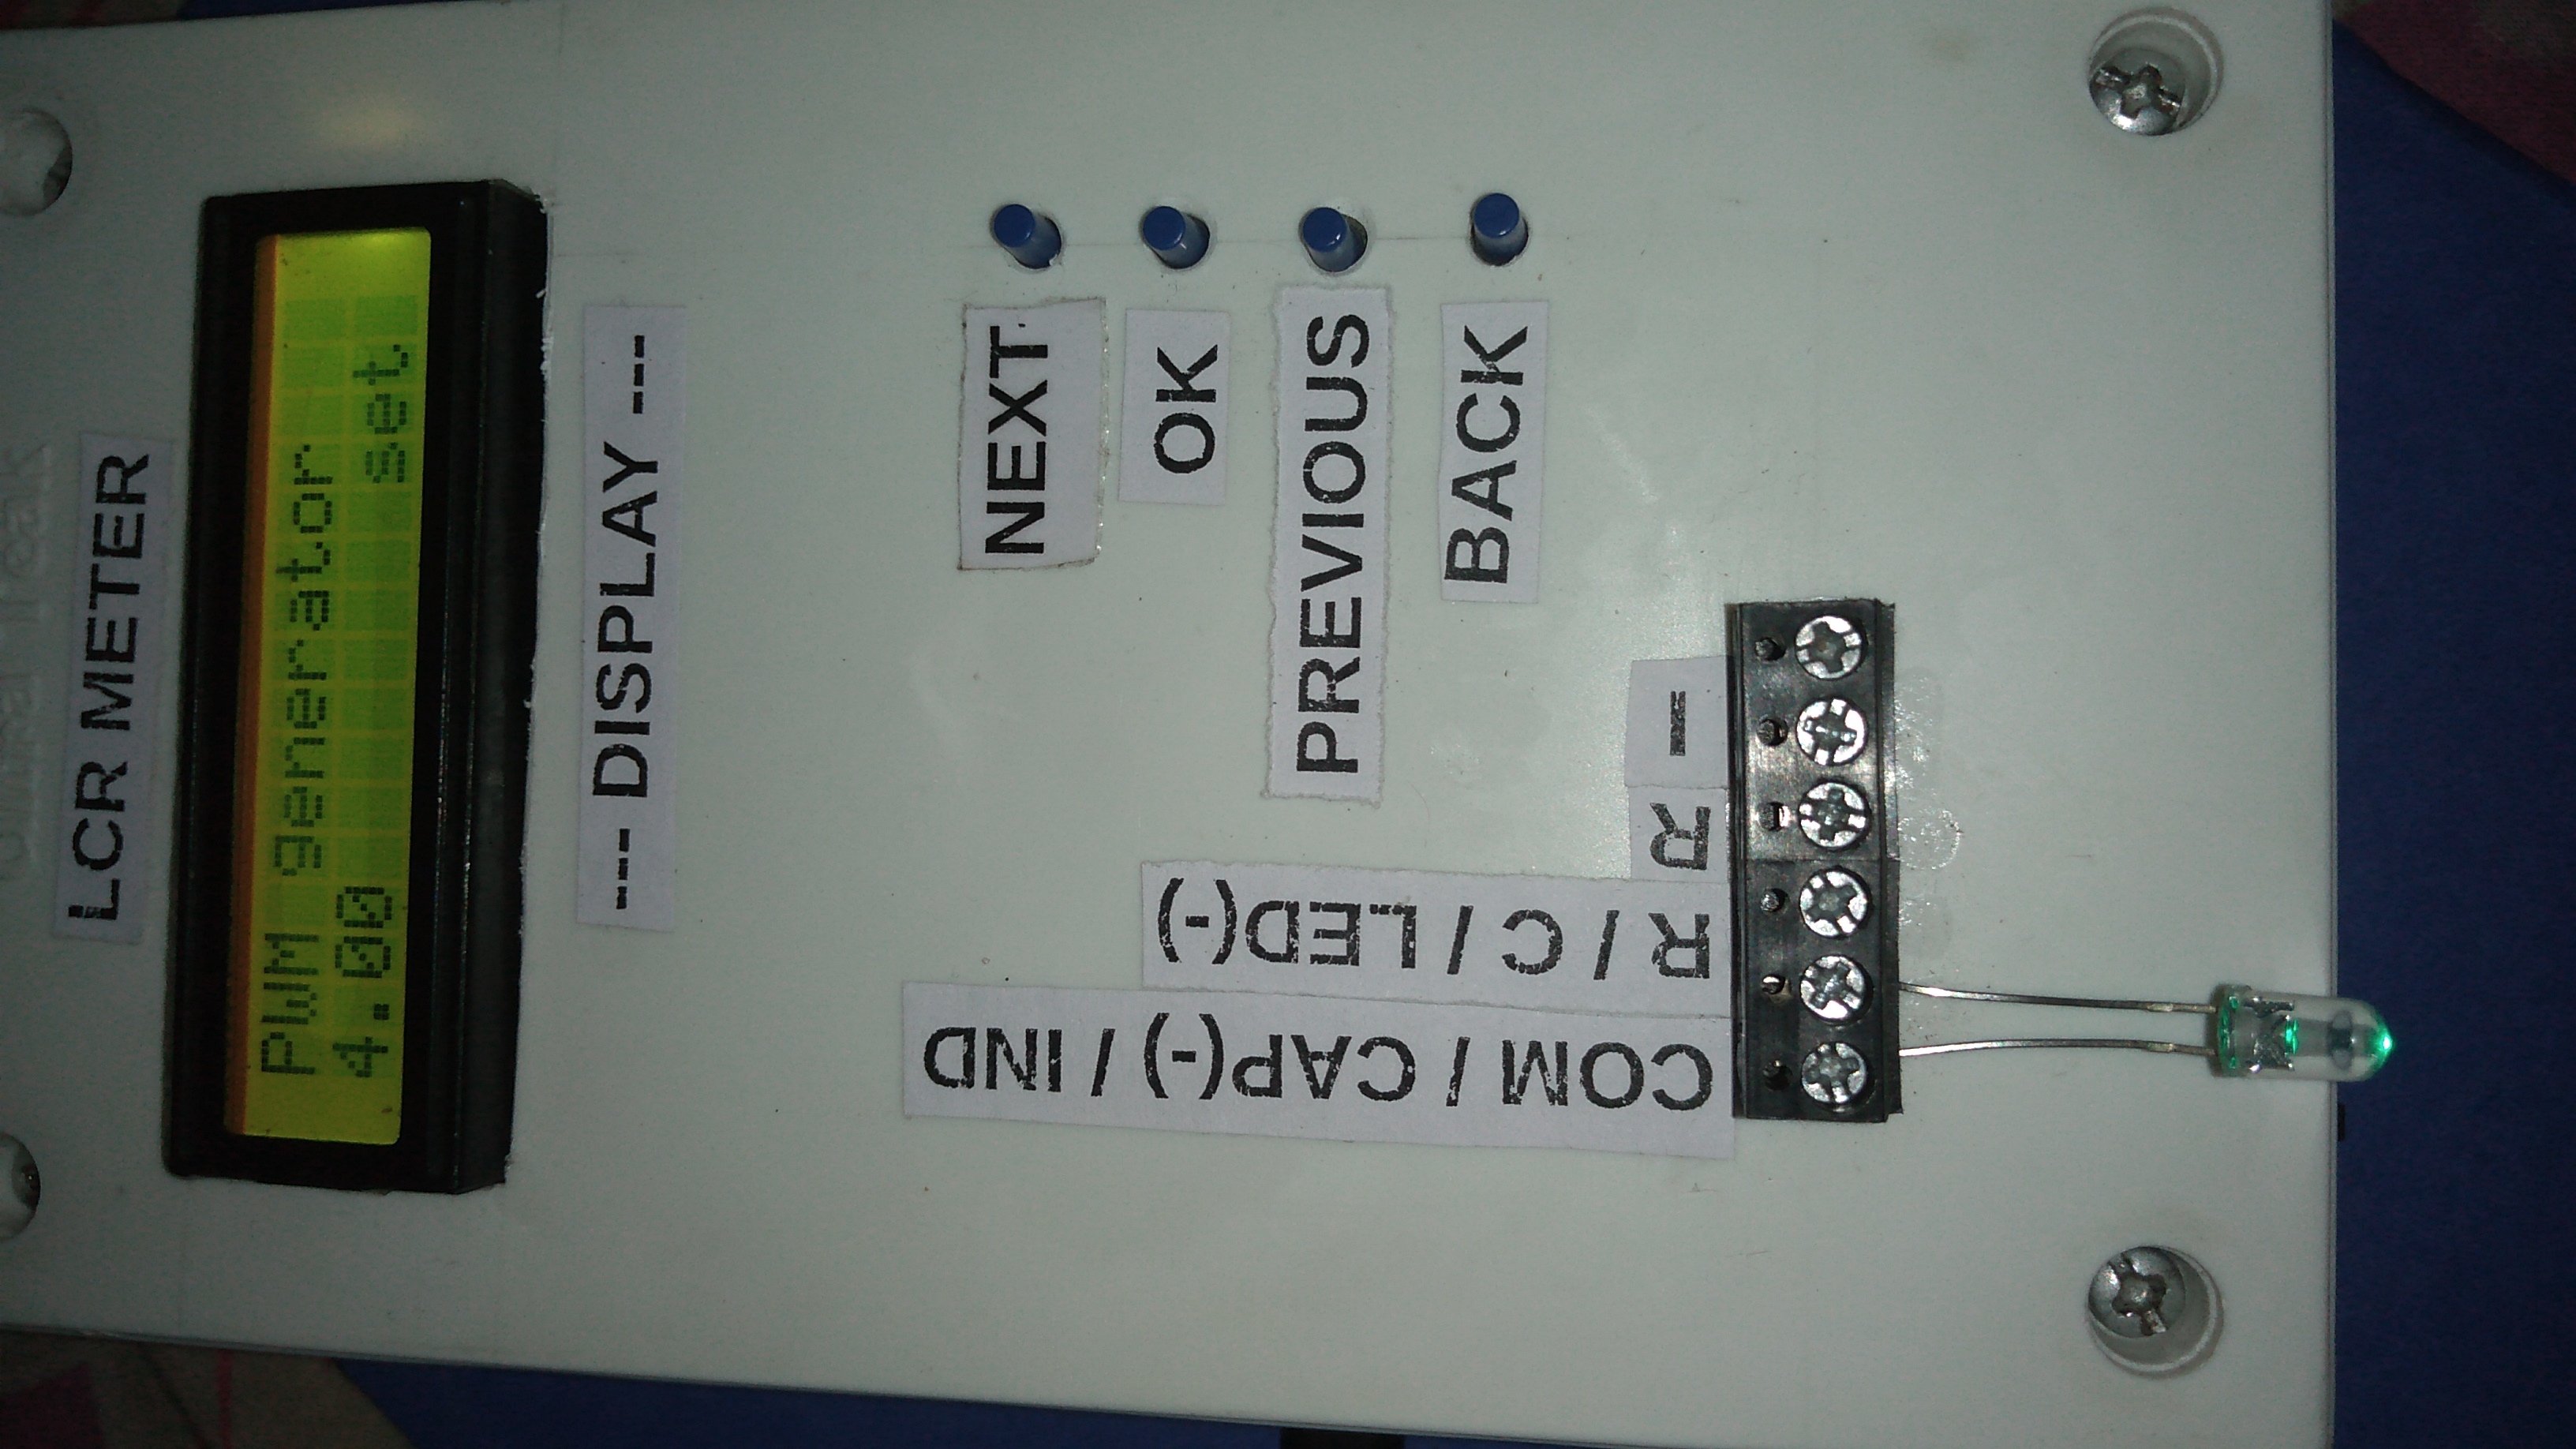 LCR METER
PWM generator
4.00 set
--- DISPLAY ---
NEXT
OK
PREVIOUS
BACK
COM / CAP(-) / IND
R / C / LED(-)
R
I